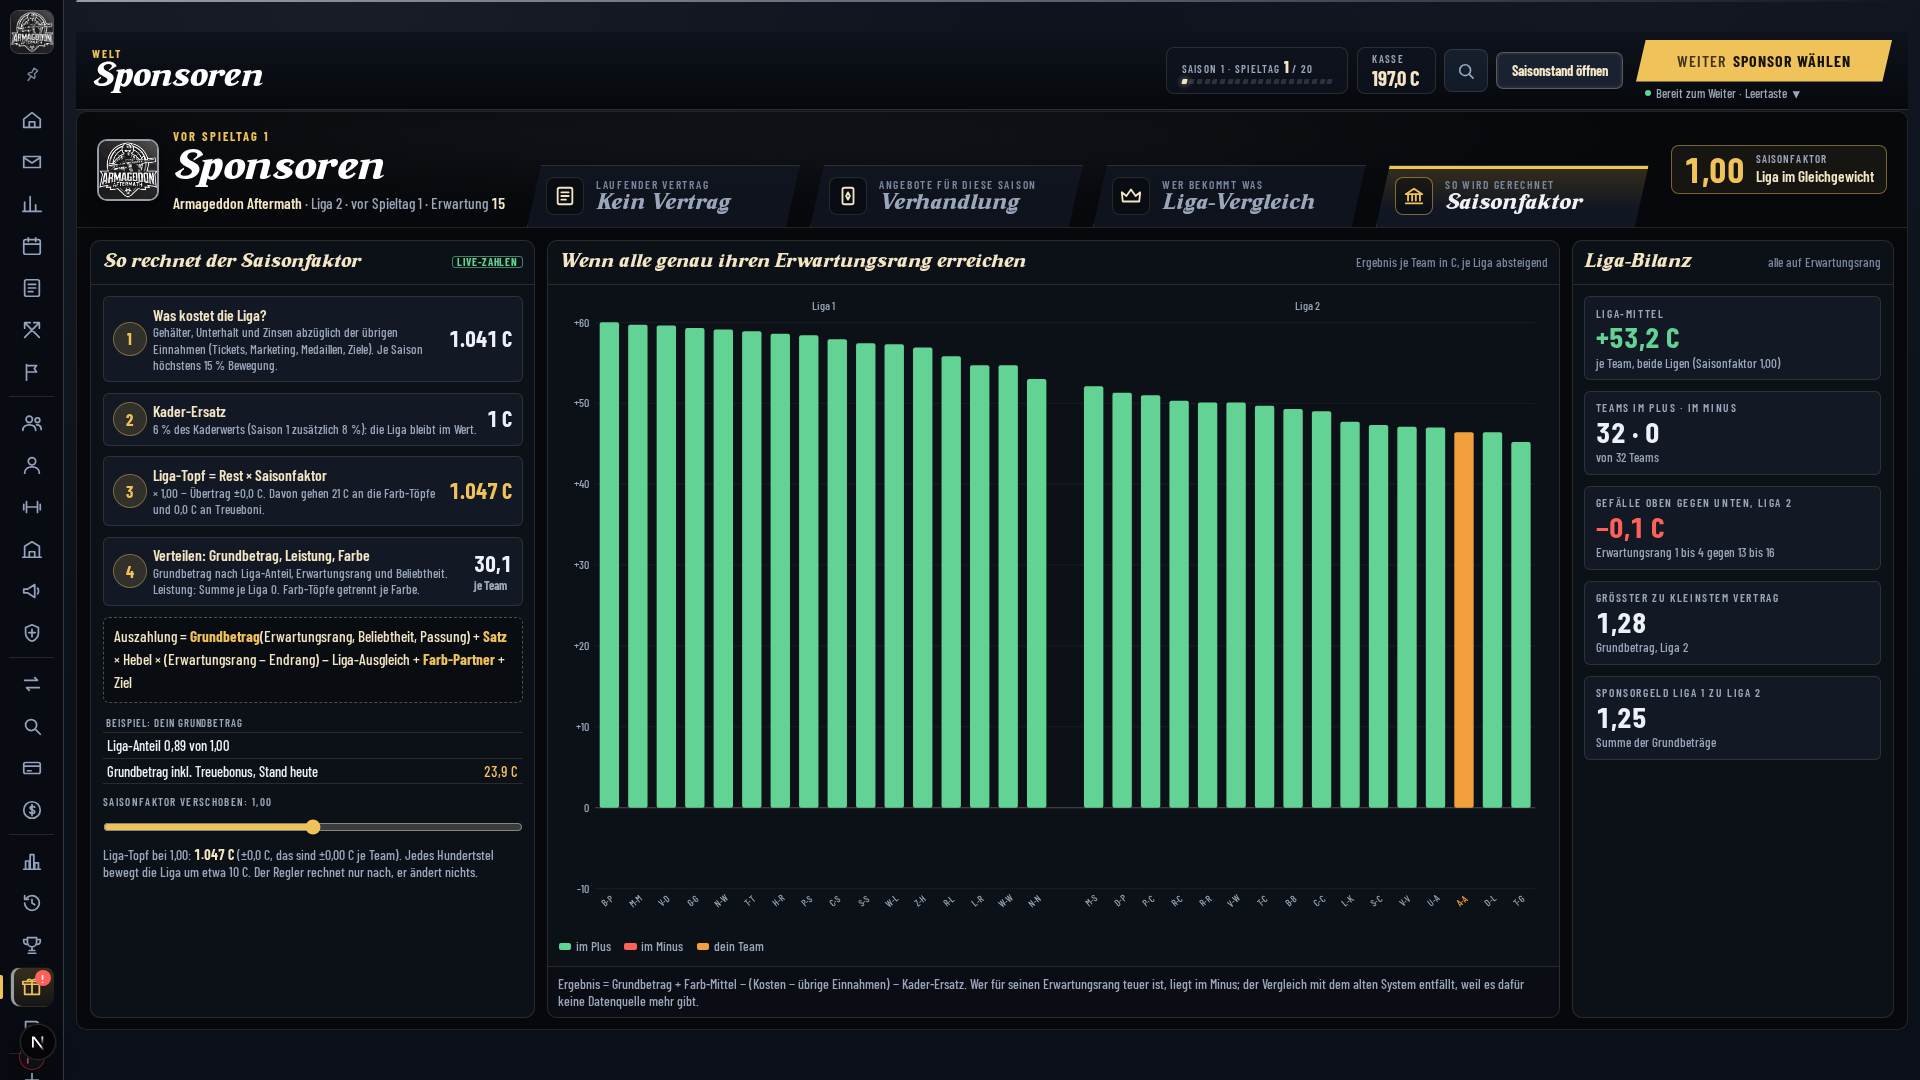 WELT
Sponsoren
SAISON 1 · SPIELTAG 1 / 20
KASSE
197,0 C
Saisonstand öffnen
WEITER SPONSOR WÄHLEN
Bereit zum Weiter · Leertaste ▼
ARMAGEDDON
AFTERMATH
VOR SPIELTAG 1
Sponsoren
Armageddon Aftermath · Liga 2 · vor Spieltag 1 · Erwartung 15
LAUFENDER VERTRAG
Kein Vertrag
ANGEBOTE FÜR DIESE SAISON
Verhandlung
WER BEKOMMT WAS
Liga-Vergleich
SO WIRD GERECHNET
Saisonfaktor
1,00
SAISONFAKTOR
Liga im Gleichgewicht
So rechnet der Saisonfaktor
LIVE-ZAHLEN
1
Was kostet die Liga?
Gehälter, Unterhalt und Zinsen abzüglich der übrigen
Einnahmen (Tickets, Marketing, Medaillen, Ziele). Je Saison
höchstens 15 % Bewegung.
1.041 C
2
Kader-Ersatz
6 % des Kaderwerts (Saison 1 zusätzlich 8 %): die Liga bleibt im Wert.
1 C
3
Liga-Topf = Rest × Saisonfaktor
× 1,00 − Übertrag ±0,0 C. Davon gehen 21 C an die Farb-Töpfe
und 0,0 C an Treueboni.
1.047 C
4
Verteilen: Grundbetrag, Leistung, Farbe
Grundbetrag nach Liga-Anteil, Erwartungsrang und Beliebtheit.
Leistung: Summe je Liga 0. Farb-Töpfe getrennt je Farbe.
30,1
je Team
Auszahlung = Grundbetrag(Erwartungsrang, Beliebtheit, Passung) + Satz
× Hebel × (Erwartungsrang − Endrang) − Liga-Ausgleich + Farb-Partner +
Ziel
BEISPIEL: DEIN GRUNDBETRAG
Liga-Anteil 0,89 von 1,00
Grundbetrag inkl. Treuebonus, Stand heute
23,9 C
SAISONFAKTOR VERSCHOBEN: 1,00
Liga-Topf bei 1,00: 1.047 C (±0,0 C, das sind ±0,00 C je Team). Jedes Hundertstel
bewegt die Liga um etwa 10 C. Der Regler rechnet nur nach, er ändert nichts.
Wenn alle genau ihren Erwartungsrang erreichen
Ergebnis je Team in C, je Liga absteigend
Liga 1
Liga 2
+60
+50
+40
+30
+20
+10
0
-10
B-P
M-M
V-D
G-G
N-W
T-T
H-R
P-S
C-S
S-S
W-L
Z-H
R-L
L-R
W-W
N-N
M-S
D-P
P-C
R-C
R-R
V-W
T-C
B-B
C-C
L-K
S-C
V-V
U-A
A-A
D-L
T-G
im Plus
im Minus
dein Team
Ergebnis = Grundbetrag + Farb-Mittel − (Kosten − übrige Einnahmen) − Kader-Ersatz. Wer für seinen Erwartungsrang teuer ist, liegt im Minus; der Vergleich mit dem alten System entfällt, weil es dafür
keine Datenquelle mehr gibt.
Liga-Bilanz
alle auf Erwartungsrang
LIGA-MITTEL
+53,2 C
je Team, beide Ligen (Saisonfaktor 1,00)
TEAMS IM PLUS · IM MINUS
32 · 0
von 32 Teams
GEFÄLLE OBEN GEGEN UNTEN, LIGA 2
−0,1 C
Erwartungsrang 1 bis 4 gegen 13 bis 16
GRÖSSTER ZU KLEINSTEM VERTRAG
1,28
Grundbetrag, Liga 2
SPONSORGELD LIGA 1 ZU LIGA 2
1,25
Summe der Grundbeträge
!
N